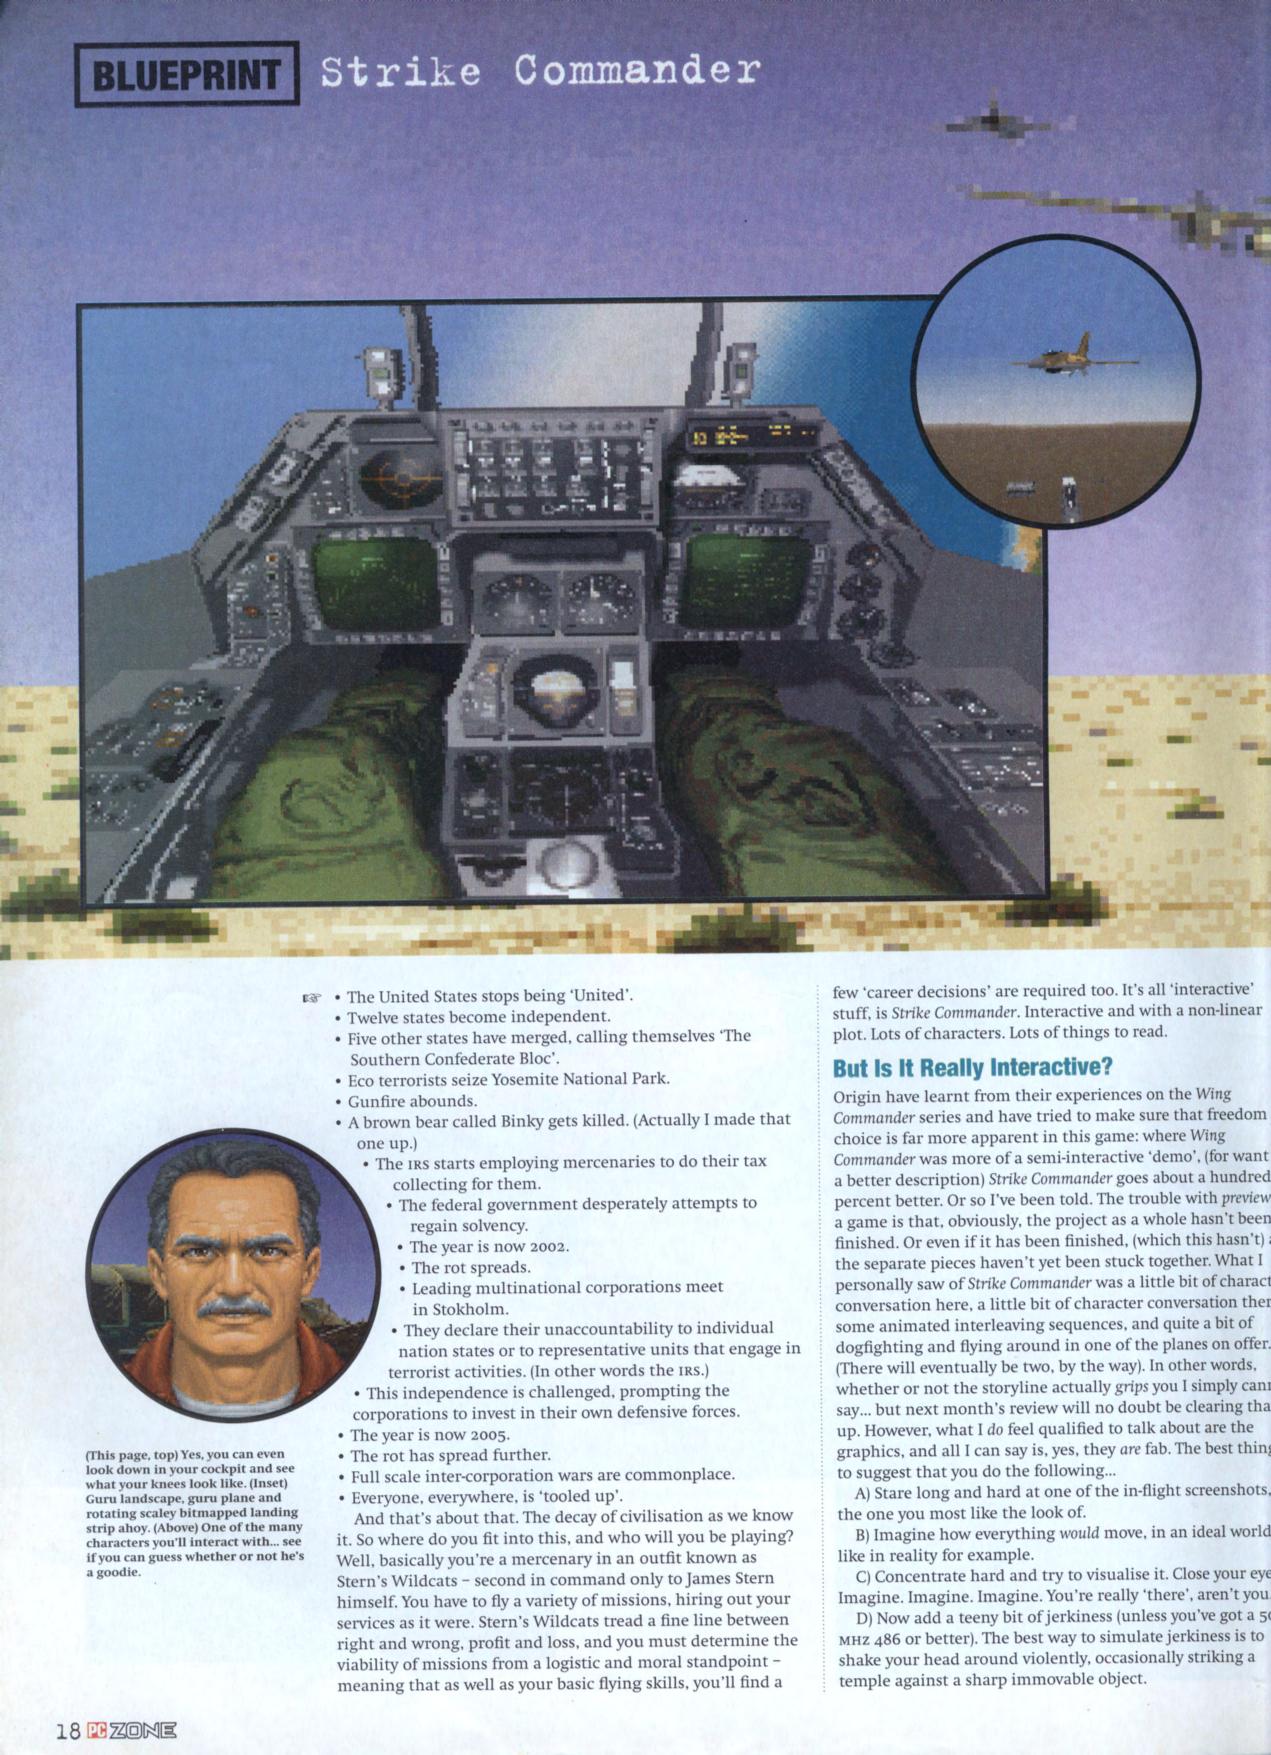 BLUEPRINT Strike Commander
☞ • The United States stops being ‘United’.
• Twelve states become independent.
• Five other states have merged, calling themselves ‘The
Southern Confederate Bloc’.
• Eco terrorists seize Yosemite National Park.
• Gunfire abounds.
• A brown bear called Binky gets killed. (Actually I made that
one up.)
• The IRS starts employing mercenaries to do their tax
collecting for them.
• The federal government desperately attempts to
regain solvency.
• The year is now 2002.
• The rot spreads.
• Leading multinational corporations meet
in Stokholm.
• They declare their unaccountability to individual
nation states or to representative units that engage in
terrorist activities. (In other words the IRS.)
• This independence is challenged, prompting the
corporations to invest in their own defensive forces.
• The year is now 2005.
• The rot has spread further.
• Full scale inter-corporation wars are commonplace.
• Everyone, everywhere, is ‘tooled up’.
And that's about that. The decay of civilisation as we know
it. So where do you fit into this, and who will you be playing?
Well, basically you're a mercenary in an outfit known as
Stern's Wildcats – second in command only to James Stern
himself. You have to fly a variety of missions, hiring out your
services as it were. Stern's Wildcats tread a fine line between
right and wrong, profit and loss, and you must determine the
viability of missions from a logistic and moral standpoint –
meaning that as well as your basic flying skills, you'll find a
few ‘career decisions’ are required too. It's all ‘interactive’
stuff, is Strike Commander. Interactive and with a non-linear
plot. Lots of characters. Lots of things to read.
But Is It Really Interactive?
Origin have learnt from their experiences on the Wing
Commander series and have tried to make sure that freedom
choice is far more apparent in this game: where Wing
Commander was more of a semi-interactive ‘demo’, (for want
a better description) Strike Commander goes about a hundred
percent better. Or so I've been told. The trouble with preview
a game is that, obviously, the project as a whole hasn't been
finished. Or even if it has been finished, (which this hasn't)
the separate pieces haven't yet been stuck together. What I
personally saw of Strike Commander was a little bit of charact
conversation here, a little bit of character conversation ther
some animated interleaving sequences, and quite a bit of
dogfighting and flying around in one of the planes on offer.
(There will eventually be two, by the way). In other words,
whether or not the storyline actually grips you I simply can
say... but next month's review will no doubt be clearing tha
up. However, what I do feel qualified to talk about are the
graphics, and all I can say is, yes, they are fab. The best thing
to suggest that you do the following...
A) Stare long and hard at one of the in-flight screenshots,
the one you most like the look of.
B) Imagine how everything would move, in an ideal world
like in reality for example.
C) Concentrate hard and try to visualise it. Close your eye
Imagine. Imagine. Imagine. You're really ‘there’, aren't you
D) Now add a teeny bit of jerkiness (unless you've got a 50
MHZ 486 or better). The best way to simulate jerkiness is to
shake your head around violently, occasionally striking a
temple against a sharp immovable object.
(This page, top) Yes, you can even
look down in your cockpit and see
what your knees look like. (Inset)
Guru landscape, guru plane and
rotating scaley bitmapped landing
strip ahoy. (Above) One of the many
characters you'll interact with... see
if you can guess whether or not he's
a goodie.
18 PC ZONE